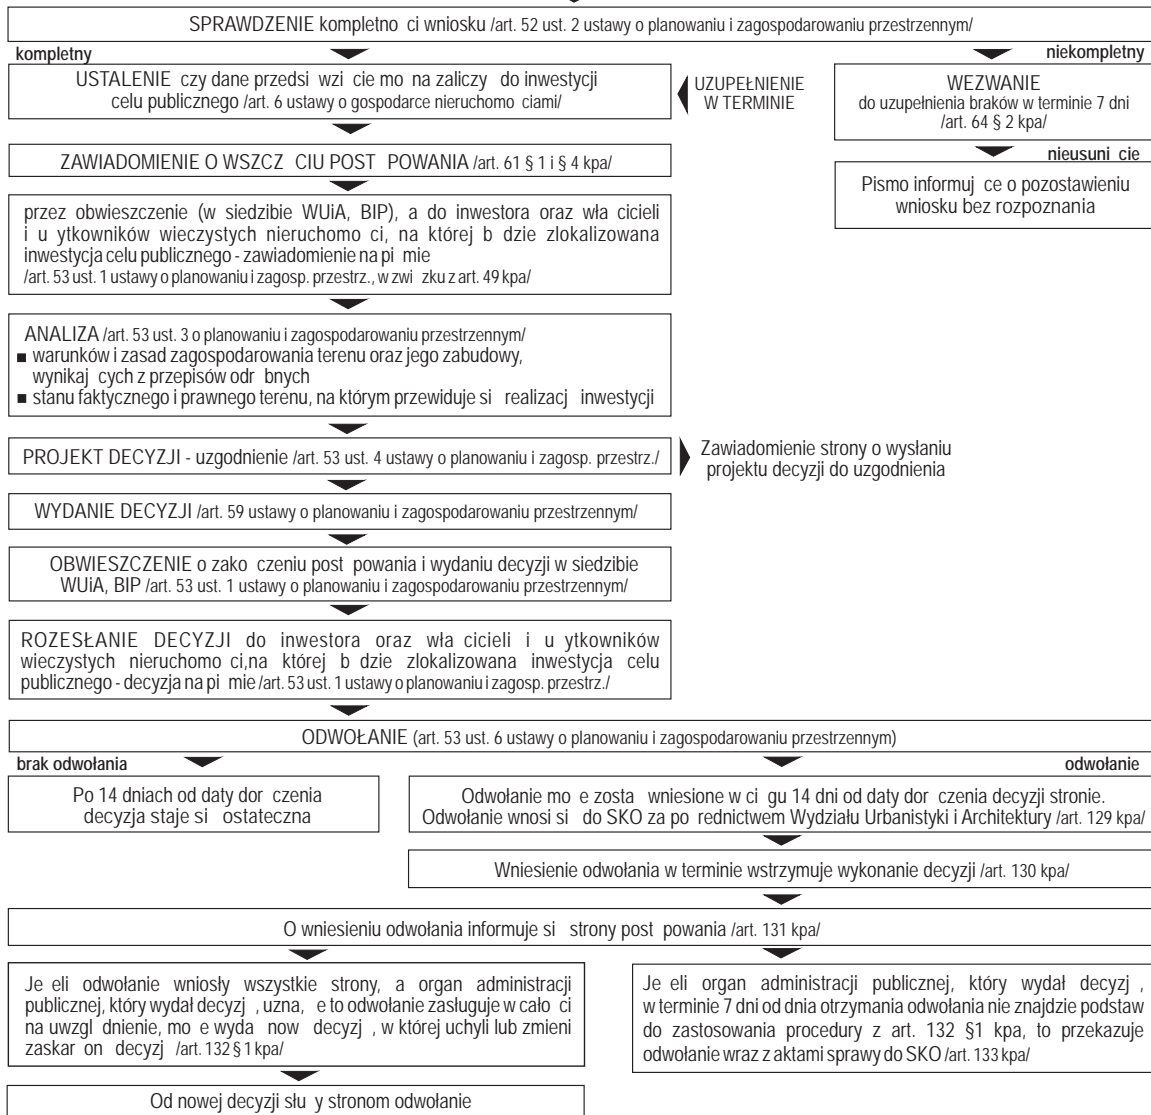 SPRAWDZENIE kompletno ci wniosku /art. 52 ust. 2 ustawy o planowaniu i zagospodarowaniu przestrzennym/
kompletny
niekompletny
USTALENIE czy dane przedsi wzi cie mo na zaliczy do inwestycji
celu publicznego /art. 6 ustawy o gospodarce nieruchomo ciami/
UZUPEŁNIENIE
W TERMINIE
WEZWANIE
do uzupełnienia braków w terminie 7 dni
/art. 64 § 2 kpa/
nieusuni cie
Pismo informuj ce o pozostawieniu
wniosku bez rozpoznania
ZAWIADOMIENIE O WSZCZ CIU POST POWANIA /art. 61 § 1 i § 4 kpa/
przez obwieszczenie (w siedzibie WUiA, BIP), a do inwestora oraz wła cicieli
i u ytkowników wieczystych nieruchomo ci, na której b dzie zlokalizowana
inwestycja celu publicznego - zawiadomienie na pi mie
/art. 53 ust. 1 ustawy o planowaniu i zagosp. przestrz., w zwi zku z art. 49 kpa/
ANALIZA /art. 53 ust. 3 o planowaniu i zagospodarowaniu przestrzennym/
■ warunków i zasad zagospodarowania terenu oraz jego zabudowy,
wynikaj cych z przepisów odr bnych
■ stanu faktycznego i prawnego terenu, na którym przewiduje si realizacj inwestycji
PROJEKT DECYZJI - uzgodnienie /art. 53 ust. 4 ustawy o planowaniu i zagosp. przestrz./
Zawiadomienie strony o wysłaniu
projektu decyzji do uzgodnienia
WYDANIE DECYZJI /art. 59 ustawy o planowaniu i zagospodarowaniu przestrzennym/
OBWIESZCZENIE o zako czeniu post powania i wydaniu decyzji w siedzibie
WUiA, BIP /art. 53 ust. 1 ustawy o planowaniu i zagospodarowaniu przestrzennym/
ROZESŁANIE DECYZJI do inwestora oraz wła cicieli i u ytkowników
wieczystych nieruchomo ci,na której b dzie zlokalizowana inwestycja celu
publicznego - decyzja na pi mie /art. 53 ust. 1 ustawy o planowaniu i zagosp. przestrz./
ODWOŁANIE (art. 53 ust. 6 ustawy o planowaniu i zagospodarowaniu przestrzennym)
brak odwołania
odwołanie
Po 14 dniach od daty dor czenia
decyzja staje si ostateczna
Odwołanie mo e zosta wniesione w ci gu 14 dni od daty dor czenia decyzji stronie.
Odwołanie wnosi si do SKO za po rednictwem Wydziału Urbanistyki i Architektury /art. 129 kpa/
Wniesienie odwołania w terminie wstrzymuje wykonanie decyzji /art. 130 kpa/
O wniesieniu odwołania informuje si strony post powania /art. 131 kpa/
Je eli odwołanie wniosły wszystkie strony, a organ administracji
publicznej, który wydał decyzj , uzna, e to odwołanie zasługuje w cało ci
na uwzgl dnienie, mo e wyda now decyzj , w której uchyli lub zmieni
zaskar on decyzj /art. 132 § 1 kpa/
Je eli organ administracji publicznej, który wydał decyzj ,
w terminie 7 dni od dnia otrzymania odwołania nie znajdzie podstaw
do zastosowania procedury z art. 132 §1 kpa, to przekazuje
odwołanie wraz z aktami sprawy do SKO /art. 133 kpa/
Od nowej decyzji słu y stronom odwołanie